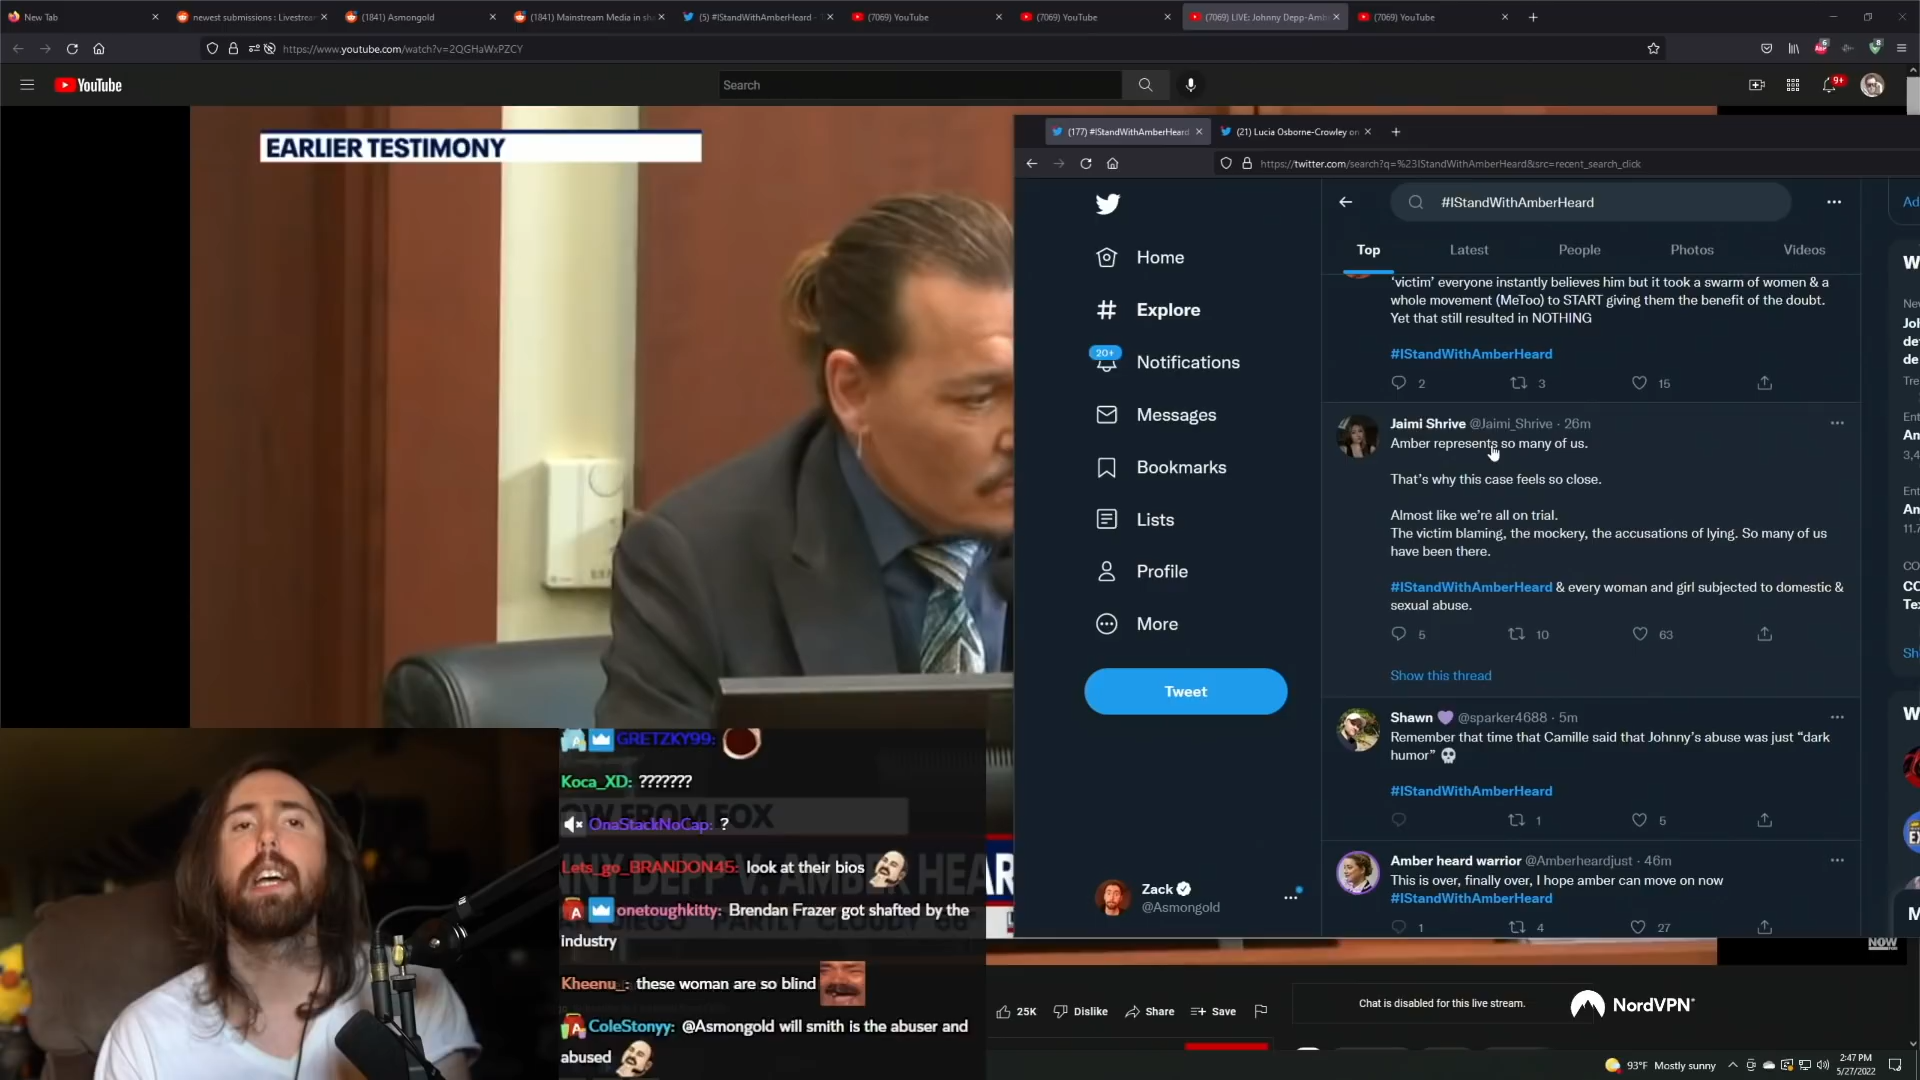 New Tab
newest submissions : Livestream
(1841) Asmongold
(1841) Mainstream Media in sha
(5) #IStandWithAmberHeard - T
(7069) YouTube
(7069) YouTube
(7069) LIVE: Johnny Depp-Amb
(7069) YouTube
https://www.youtube.com/watch?v=2QGHaWxPZCY
YouTube
Search
9+
EARLIER TESTIMONY
(177) #IStandWithAmberHeard
(21) Lucia Osborne-Crowley on
https://twitter.com/search?q=%23IStandWithAmberHeard&src=recent_search_click
#IStandWithAmberHeard
Top
Latest
People
Photos
Videos
Home
Explore
20+
Notifications
Messages
Bookmarks
Lists
Profile
More
Tweet
Zack
@Asmongold
‘victim’ everyone instantly believes him but it took a swarm of women & a
whole movement (MeToo) to START giving them the benefit of the doubt.
Yet that still resulted in NOTHING
#IStandWithAmberHeard
2 3 15
Jaimi Shrive @Jaimi_Shrive · 26m
Amber represents so many of us.
That’s why this case feels so close.
Almost like we’re all on trial.
The victim blaming, the mockery, the accusations of lying. So many of us
have been there.
#IStandWithAmberHeard & every woman and girl subjected to domestic &
sexual abuse.
5 10 63
Show this thread
Shawn 💜 @sparker4688 · 5m
Remember that time that Camille said that Johnny’s abuse was just “dark
humor” 💀
#IStandWithAmberHeard
1 5
Amber heard warrior @Amberheardjust · 46m
This is over, finally over, I hope amber can move on now
#IStandWithAmberHeard
1 4 27
GRETZKY99:
Koca_XD: ???????
OnaStackNoCap: ?
Lets_go_BRANDON45: look at their bios
onetoughkitty: Brendan Frazer got shafted by the
industry
Kheenu_: these woman are so blind
ColeStonyy: @Asmongold will smith is the abuser and
abused
NOW
25K
Dislike
Share
Save
Chat is disabled for this live stream.
NordVPN
93°F Mostly sunny
2:47 PM
5/27/2022